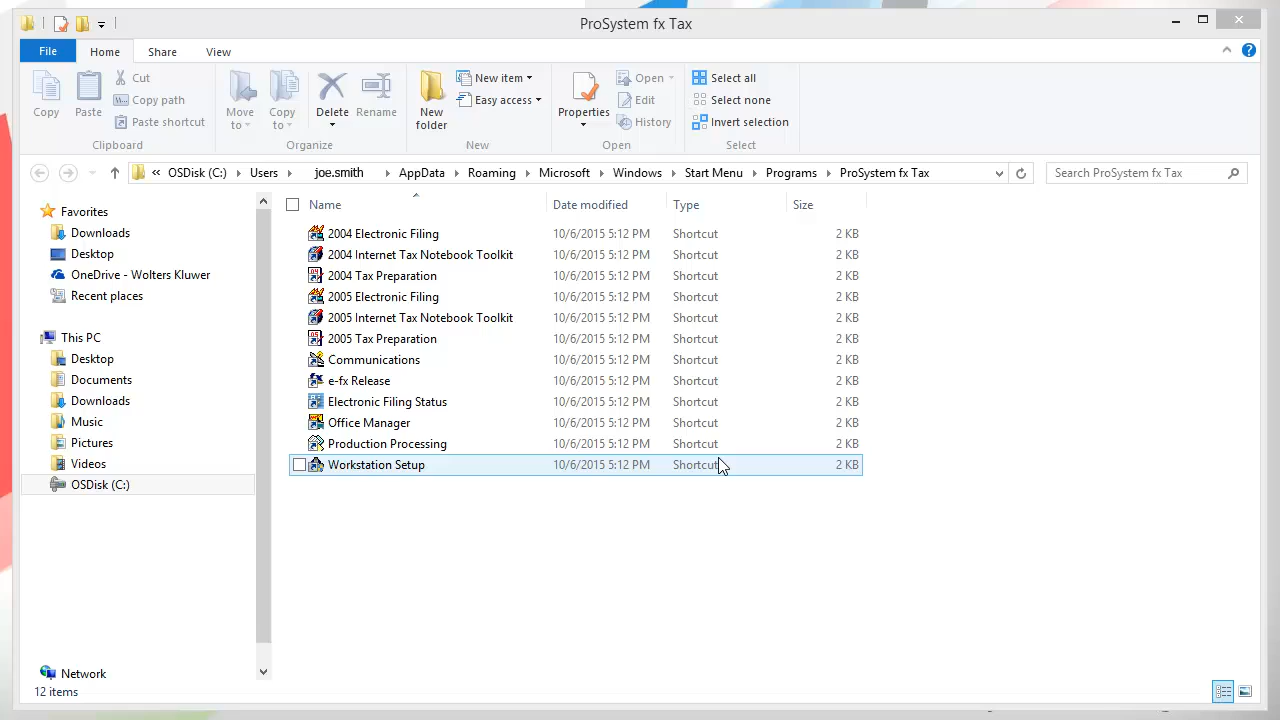 ProSystem fx Tax
File Home Share View
Copy Paste Cut Copy path Paste shortcut Move to Copy to Delete Rename New folder New item Easy access Properties Open Edit History Select all Select none Invert selection
Clipboard Organize New Open Select
« OSDisk (C:) Users joe.smith AppData Roaming Microsoft Windows Start Menu Programs ProSystem fx Tax Search ProSystem fx Tax
Favorites
Downloads
Desktop
OneDrive - Wolters Kluwer
Recent places
This PC
Desktop
Documents
Downloads
Music
Pictures
Videos
OSDisk (C:)
Network
Name Date modified Type Size
2004 Electronic Filing 10/6/2015 5:12 PM Shortcut 2 KB
2004 Internet Tax Notebook Toolkit 10/6/2015 5:12 PM Shortcut 2 KB
2004 Tax Preparation 10/6/2015 5:12 PM Shortcut 2 KB
2005 Electronic Filing 10/6/2015 5:12 PM Shortcut 2 KB
2005 Internet Tax Notebook Toolkit 10/6/2015 5:12 PM Shortcut 2 KB
2005 Tax Preparation 10/6/2015 5:12 PM Shortcut 2 KB
Communications 10/6/2015 5:12 PM Shortcut 2 KB
e-fx Release 10/6/2015 5:12 PM Shortcut 2 KB
Electronic Filing Status 10/6/2015 5:12 PM Shortcut 2 KB
Office Manager 10/6/2015 5:12 PM Shortcut 2 KB
Production Processing 10/6/2015 5:12 PM Shortcut 2 KB
Workstation Setup 10/6/2015 5:12 PM Shortcut 2 KB
12 items